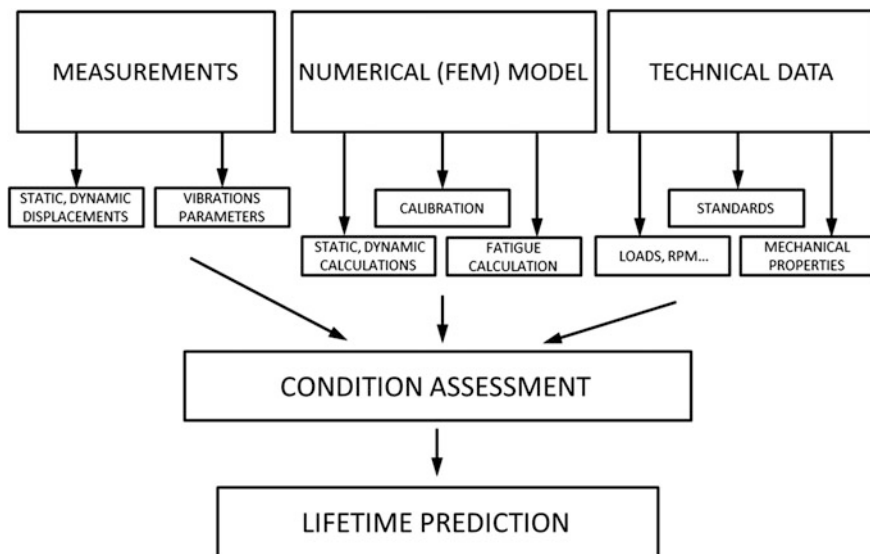 MEASUREMENTS
NUMERICAL (FEM) MODEL
TECHNICAL DATA
STATIC, DYNAMIC
DISPLACEMENTS
VIBRATIONS
PARAMETERS
CALIBRATION
STANDARDS
STATIC, DYNAMIC
CALCULATIONS
FATIGUE
CALCULATION
LOADS, RPM...
MECHANICAL
PROPERTIES
CONDITION ASSESSMENT
LIFETIME PREDICTION